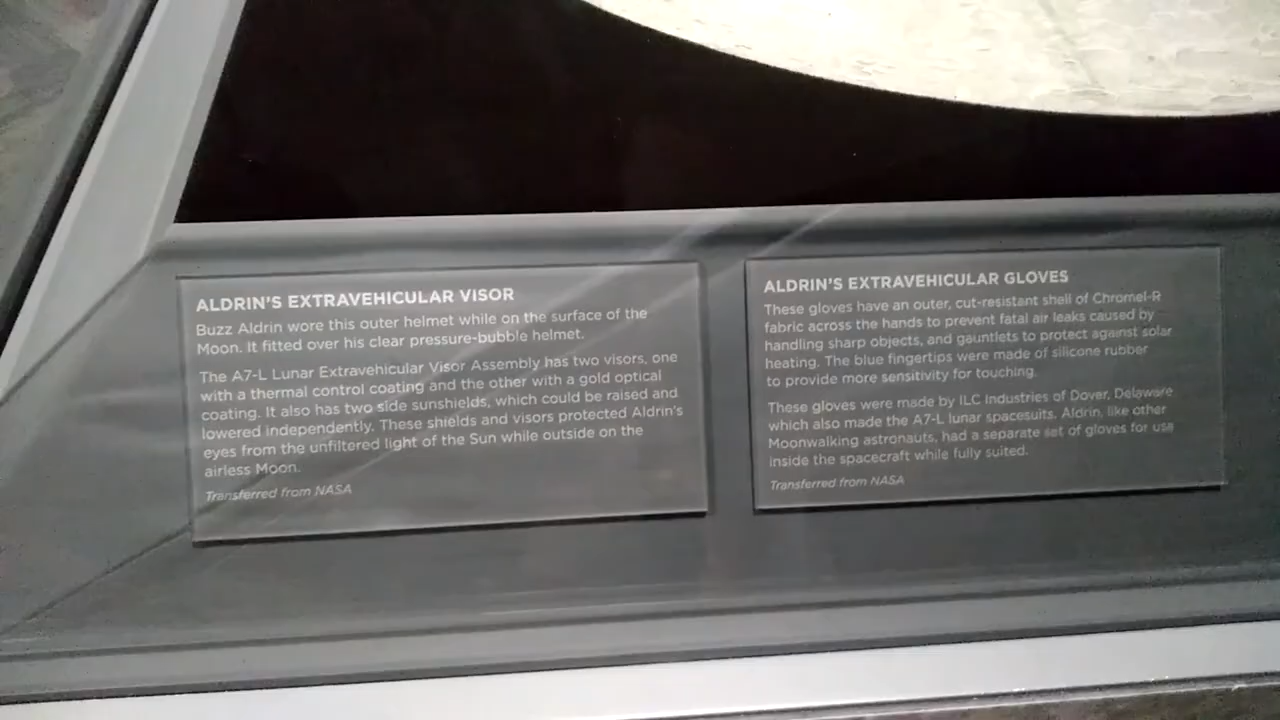 ALDRIN'S EXTRAVEHICULAR VISOR
Buzz Aldrin wore this outer helmet while on the surface of the
Moon. It fitted over his clear pressure-bubble helmet.
The A7-L Lunar Extravehicular Visor Assembly has two visors, one
with a thermal control coating and the other with a gold optical
coating. It also has two side sunshields, which could be raised and
lowered independently. These shields and visors protected Aldrin's
eyes from the unfiltered light of the Sun while outside on the
airless Moon.
Transferred from NASA
ALDRIN'S EXTRAVEHICULAR GLOVES
These gloves have an outer, cut-resistant shell of Chromel-R
fabric across the hands to prevent fatal air leaks caused by
handling sharp objects, and gauntlets to protect against solar
heating. The blue fingertips were made of silicone rubber
to provide more sensitivity for touching.
These gloves were made by ILC Industries of Dover, Delaware
which also made the A7-L lunar spacesuits. Aldrin, like other
Moonwalking astronauts, had a separate set of gloves for use
inside the spacecraft while fully suited.
Transferred from NASA